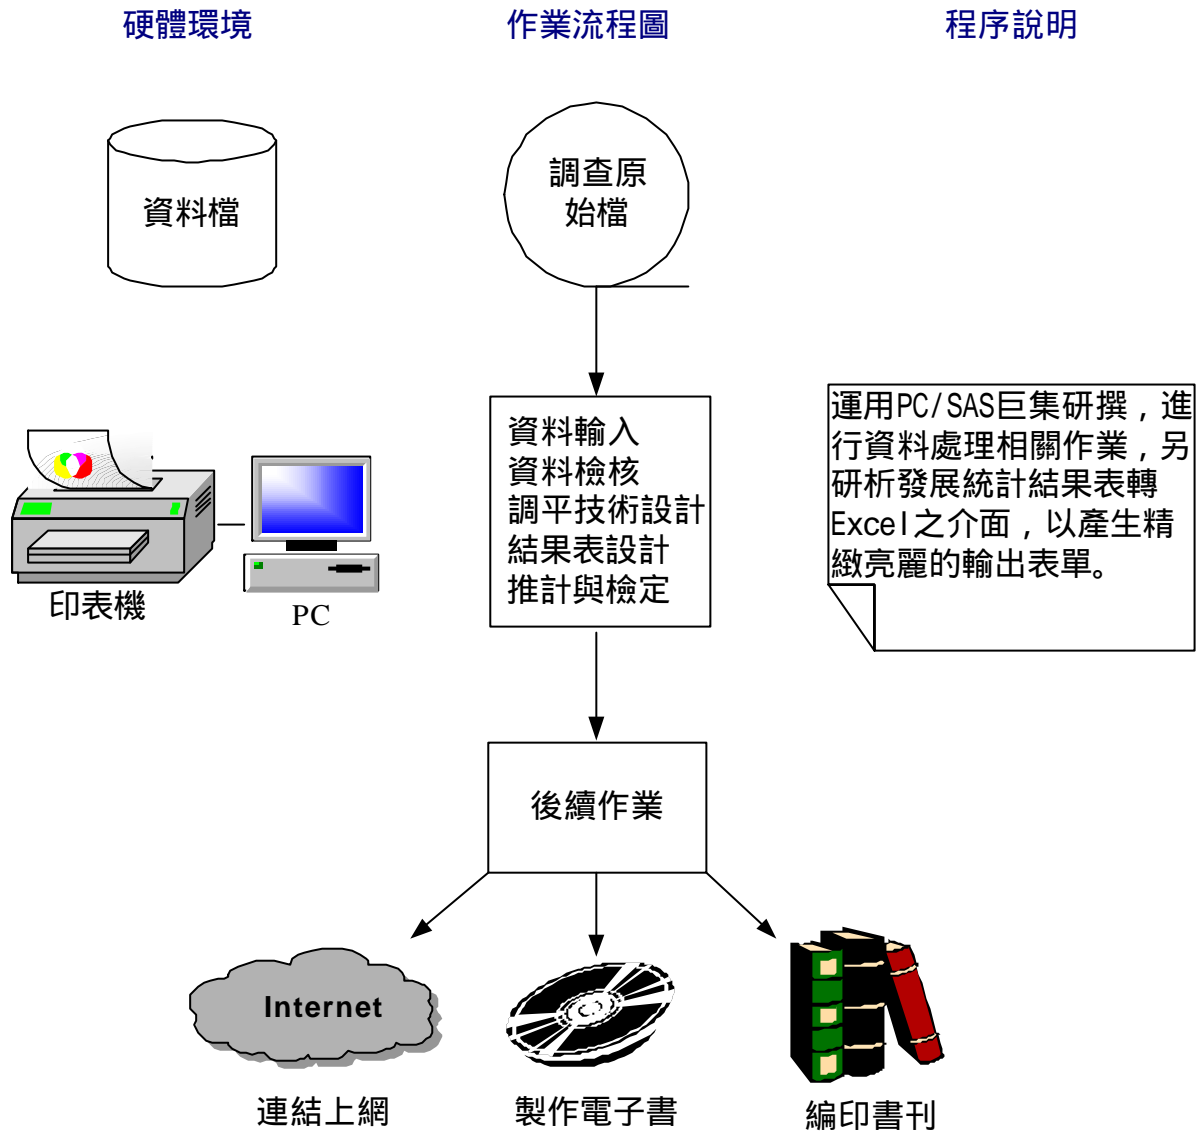 硬體環境
作業流程圖
程序說明
資料檔
調查原
始檔
資料輸入
資料檢核
調平技術設計
結果表設計
推計與檢定
運用PC/SAS巨集研撰，進
行資料處理相關作業，另
研析發展統計結果表轉
Excel之介面，以產生精
緻亮麗的輸出表單。
印表機
PC
後續作業
Internet
連結上網
製作電子書
編印書刊